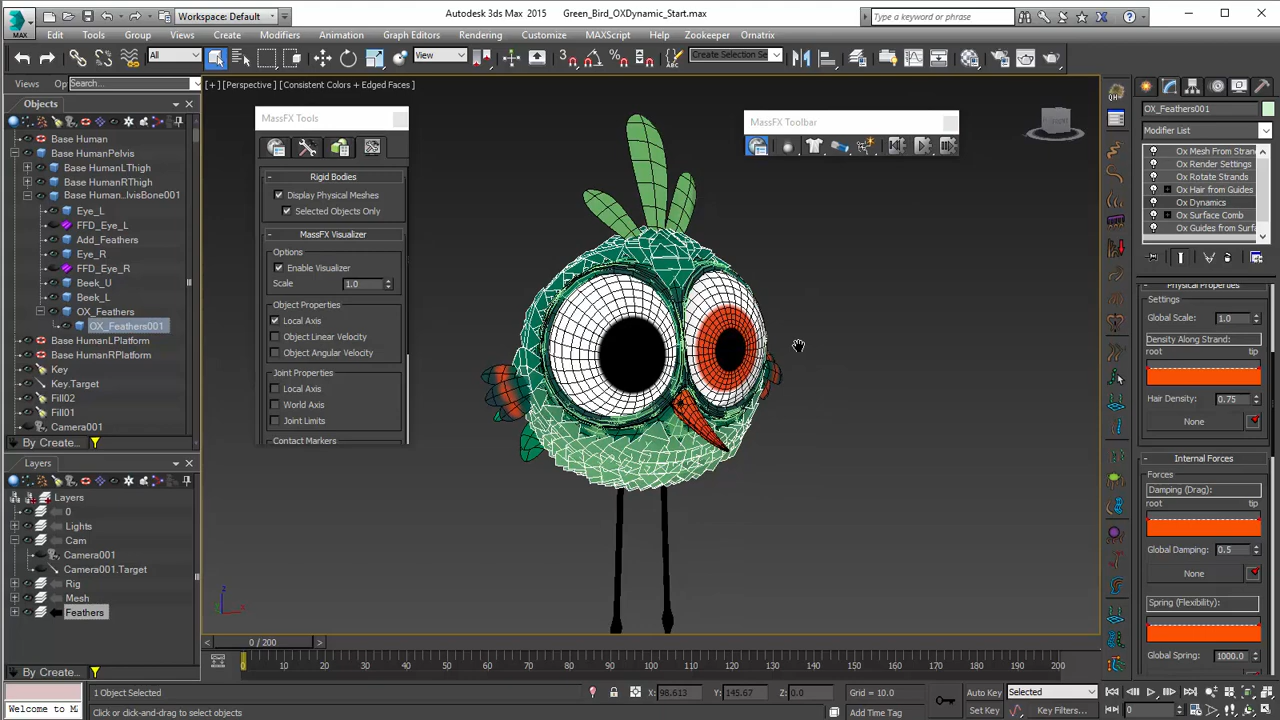 Workspace: Default
Autodesk 3ds Max 2015 Green_Bird_OXDynamic_Start.max
Type a keyword or phrase
MAX
Edit Tools Group Views Create Modifiers Animation Graph Editors Rendering Customize MAXScript Help Zookeeper Ornatrix
All
View
Create Selection Se
Views Op Search...
[+] [Perspective] [Consistent Colors + Edged Faces]
Objects
Base Human
Base HumanPelvis
Base HumanLThigh
Base HumanRThigh
Base Human..lvisBone001
Eye_L
FFD_Eye_L
Add_Feathers
Eye_R
FFD_Eye_R
Beek_U
Beek_L
OX_Feathers
OX_Feathers001
Base HumanLPlatform
Base HumanRPlatform
Key
Key.Target
Fill02
Fill01
Camera001
By Create...
Layers
Layers
0
Lights
Cam
Camera001
Camera001.Target
Rig
Mesh
Feathers
By Create...
MassFX Tools
Rigid Bodies
Display Physical Meshes
Selected Objects Only
MassFX Visualizer
Options
Enable Visualizer
Scale 1.0
Object Properties
Local Axis
Object Linear Velocity
Object Angular Velocity
Joint Properties
Local Axis
World Axis
Joint Limits
Contact Markers
MassFX Toolbar
OX_Feathers001
Modifier List
Ox Mesh From Stran
Ox Render Settings
Ox Rotate Strands
Ox Hair from Guides
Ox Dynamics
Ox Surface Comb
Ox Guides from Surf
Physical Properties
Settings
Global Scale: 1.0
Density Along Strand:
root tip
Hair Density: 0.75
None
Internal Forces
Forces
Damping (Drag):
root tip
Global Damping: 0.5
None
Spring (Flexibility):
root tip
Global Spring: 1000.0
0 / 200
0 10 20 30 40 50 60 70 80 90 100 110 120 130 140 150 160 170 180 190 200
1 Object Selected
X: 98.613 Y: 145.67 Z: 0.0 Grid = 10.0
Auto Key Selected
Welcome to M
Click or click-and-drag to select objects
Add Time Tag
Set Key Key Filters...
0